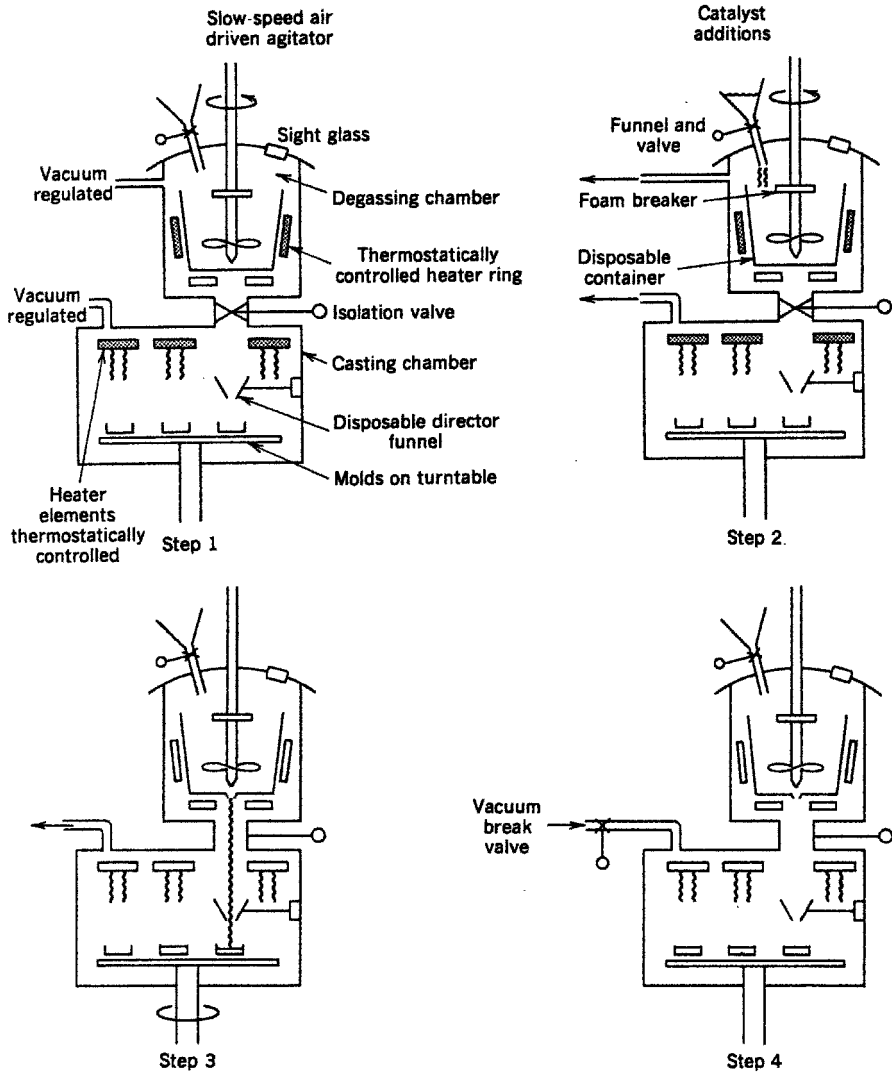 Slow-speed air
driven agitator
Sight glass
Vacuum
regulated
Degassing chamber
Thermostatically
controlled heater ring
Vacuum
regulated
Isolation valve
Casting chamber
Disposable director
funnel
Molds on turntable
Heater
elements
thermostatically
controlled
Step 1
Catalyst
additions
Funnel and
valve
Foam breaker
Disposable
container
Step 2.
Step 3
Vacuum
break
valve
Step 4